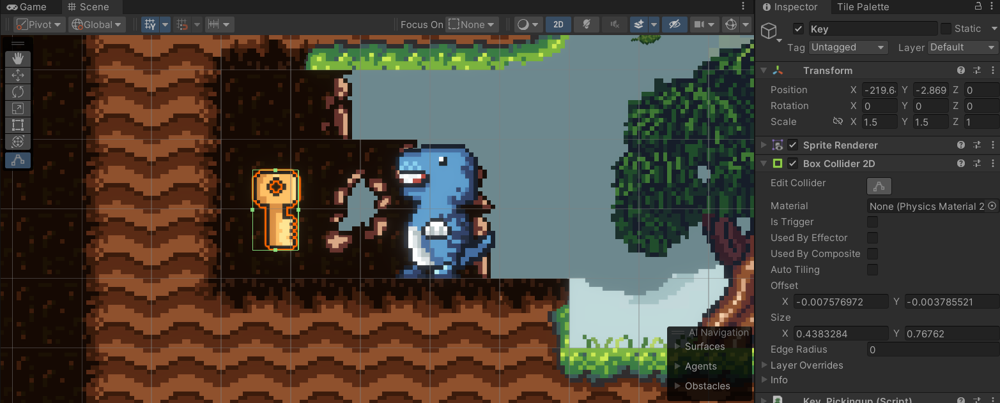 Game Scene
Pivot Global Focus On None 2D
AI Navigation
Surfaces
Agents
Obstacles
Inspector Tile Palette
Key Static
Tag Untagged Layer Default
Transform
Position X -219.6 Y -2.869 Z 0
Rotation X 0 Y 0 Z 0
Scale X 1.5 Y 1.5 Z 1
Sprite Renderer
Box Collider 2D
Edit Collider
Material None (Physics Material 2
Is Trigger
Used By Effector
Used By Composite
Auto Tiling
Offset
X -0.007576972 Y -0.003785521
Size
X 0.4383284 Y 0.76762
Edge Radius 0
Layer Overrides
Info
Key_Pickingup (Script)